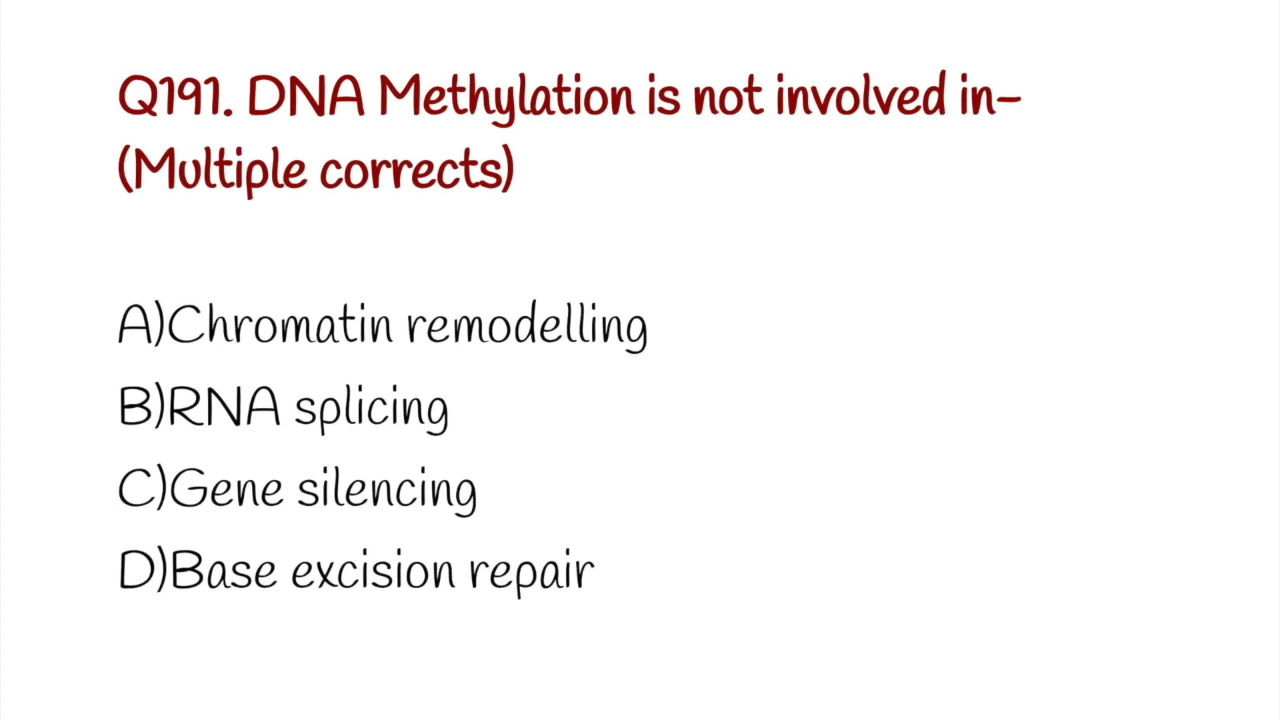 Q191. DNA Methylation is not involved in-
(Multiple corrects)
A)Chromatin remodelling
B)RNA splicing
C)Gene silencing
D)Base excision repair